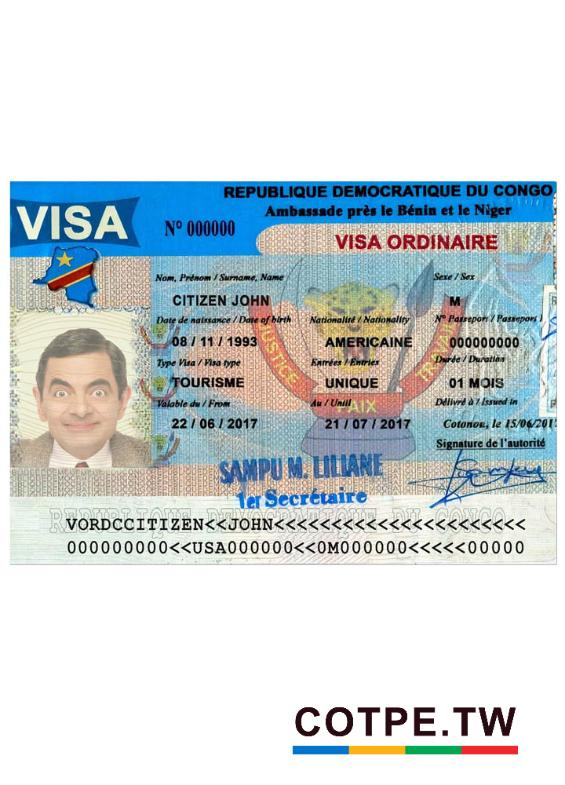 REPUBLIQUE DEMOCRATIQUE DU CONGO
VISA
N° 000000
Ambassade près le Bénin et le Niger
VISA ORDINAIRE
Nom, Prénom / Surname, Name
Sexe / Sex
CITIZEN JOHN
M
Date de naissance / Date of birth
Nationalité / Nationality
N° Passeport / Passeport
08 / 11 / 1993
AMERICAINE
000000000
Type Visa / Visa type
Entrées / Entries
Durée / Duration
TOURISME
UNIQUE
01 MOIS
Valable du / From
Au / Until
Délivré à / Issued in
22 / 06 / 2017
21 / 07 / 2017
Cotonou, le 15/06/201
Signature de l'autorité
JUSTICE
PAIX
TRAVAIL
SAMPU M. LILIANE
1er Secrétaire
REPUBLIQUE DEMOCRATIQUE DU CONGO
VORDCCITIZEN<<JOHN<<<<<<<<<<<<<<<<<<<<<<
000000000<<USA000000<<0M000000<<<<<00000
COTPE.TW